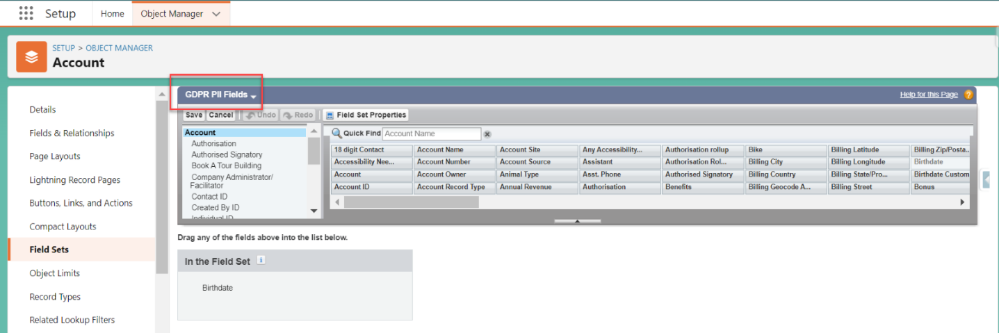 Setup Home Object Manager
SETUP > OBJECT MANAGER
Account
Details
Fields & Relationships
Page Layouts
Lightning Record Pages
Buttons, Links, and Actions
Compact Layouts
Field Sets
Object Limits
Record Types
Related Lookup Filters
GDPR PII Fields
Help for this Page ?
Save Cancel Undo Redo Field Set Properties
Account
Authorisation
Authorised Signatory
Book A Tour Building
Company Administrator/
Facilitator
Contact ID
Created By ID
Individual ID
Quick Find Account Name
18 digit Contact Account Name Account Site Any Accessibility... Authorisation rollup Bike Billing Latitude Billing Zip/Posta..
Accessibility Nee... Account Number Account Source Assistant Authorisation Rol... Billing City Billing Longitude Birthdate
Account Account Owner Animal Type Asst. Phone Authorised Signatory Billing Country Billing State/Pro... Birthdate Custom
Account ID Account Record Type Annual Revenue Authorisation Benefits Billing Geocode A... Billing Street Bonus
Drag any of the fields above into the list below.
In the Field Set i
Birthdate